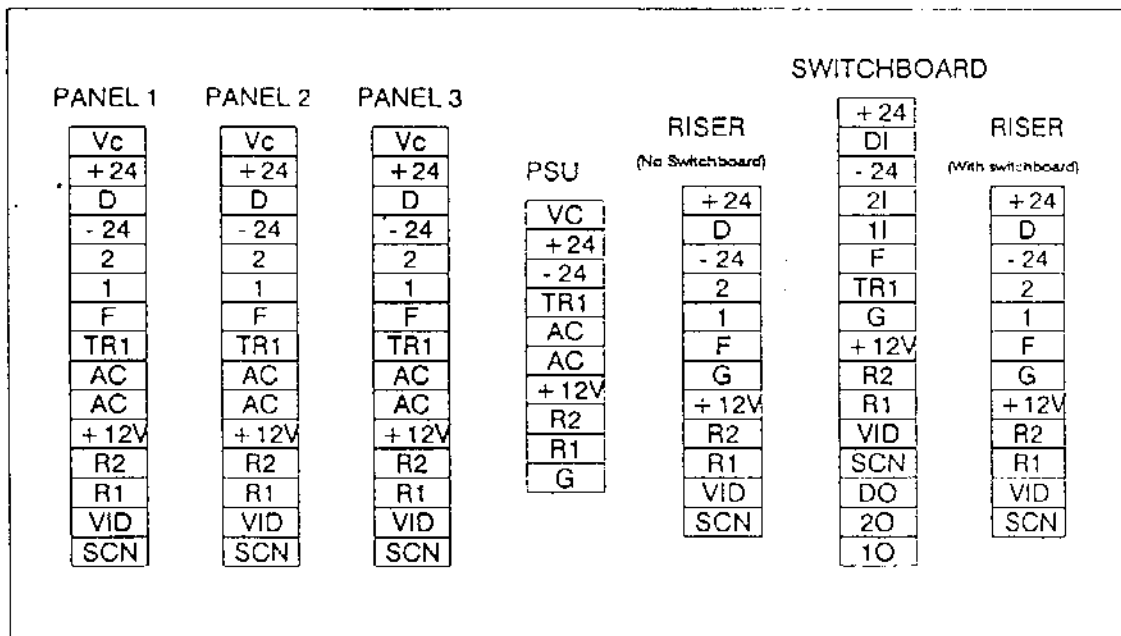 PANEL 1
Vc
+24
D
- 24
2
1
F
TR1
AC
AC
+ 12V
R2
R1
VID
SCN
PANEL 2
Vc
+24
D
- 24
2
1
F
TR1
AC
AC
+ 12V
R2
R1
VID
SCN
PANEL 3
Vc
+24
D
- 24
2
1
F
TR1
AC
AC
+ 12V
R2
R1
VID
SCN
PSU
VC
+24
- 24
TR1
AC
AC
+ 12V
R2
R1
G
RISER
(No Switchboard)
+24
D
- 24
2
1
F
G
+12V
R2
R1
VID
SCN
SWITCHBOARD
+24
DI
- 24
2I
1I
F
TR1
G
+ 12V
R2
R1
VID
SCN
DO
2O
1O
RISER
(With switchboard)
+24
D
- 24
2
1
F
G
+12V
R2
R1
VID
SCN